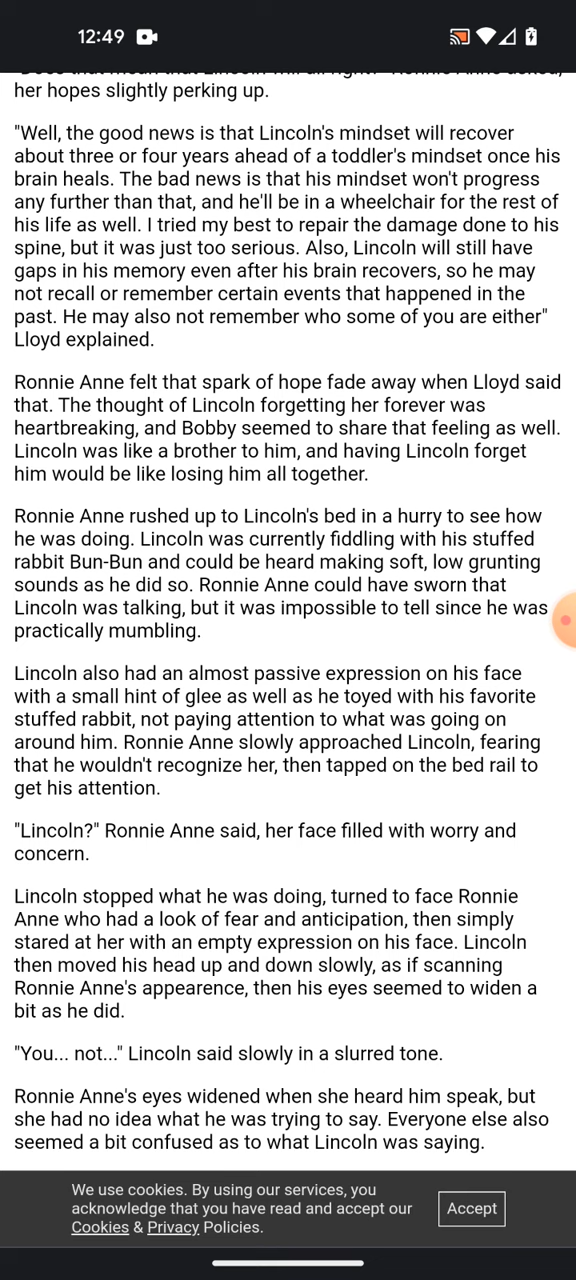 12:49
her hopes slightly perking up.
"Well, the good news is that Lincoln's mindset will recover
about three or four years ahead of a toddler's mindset once his
brain heals. The bad news is that his mindset won't progress
any further than that, and he'll be in a wheelchair for the rest of
his life as well. I tried my best to repair the damage done to his
spine, but it was just too serious. Also, Lincoln will still have
gaps in his memory even after his brain recovers, so he may
not recall or remember certain events that happened in the
past. He may also not remember who some of you are either"
Lloyd explained.
Ronnie Anne felt that spark of hope fade away when Lloyd said
that. The thought of Lincoln forgetting her forever was
heartbreaking, and Bobby seemed to share that feeling as well.
Lincoln was like a brother to him, and having Lincoln forget
him would be like losing him all together.
Ronnie Anne rushed up to Lincoln's bed in a hurry to see how
he was doing. Lincoln was currently fiddling with his stuffed
rabbit Bun-Bun and could be heard making soft, low grunting
sounds as he did so. Ronnie Anne could have sworn that
Lincoln was talking, but it was impossible to tell since he was
practically mumbling.
Lincoln also had an almost passive expression on his face
with a small hint of glee as well as he toyed with his favorite
stuffed rabbit, not paying attention to what was going on
around him. Ronnie Anne slowly approached Lincoln, fearing
that he wouldn't recognize her, then tapped on the bed rail to
get his attention.
"Lincoln?" Ronnie Anne said, her face filled with worry and
concern.
Lincoln stopped what he was doing, turned to face Ronnie
Anne who had a look of fear and anticipation, then simply
stared at her with an empty expression on his face. Lincoln
then moved his head up and down slowly, as if scanning
Ronnie Anne's appearence, then his eyes seemed to widen a
bit as he did.
"You... not..." Lincoln said slowly in a slurred tone.
Ronnie Anne's eyes widened when she heard him speak, but
she had no idea what he was trying to say. Everyone else also
seemed a bit confused as to what Lincoln was saying.
We use cookies. By using our services, you
acknowledge that you have read and accept our
Cookies & Privacy Policies.
Accept